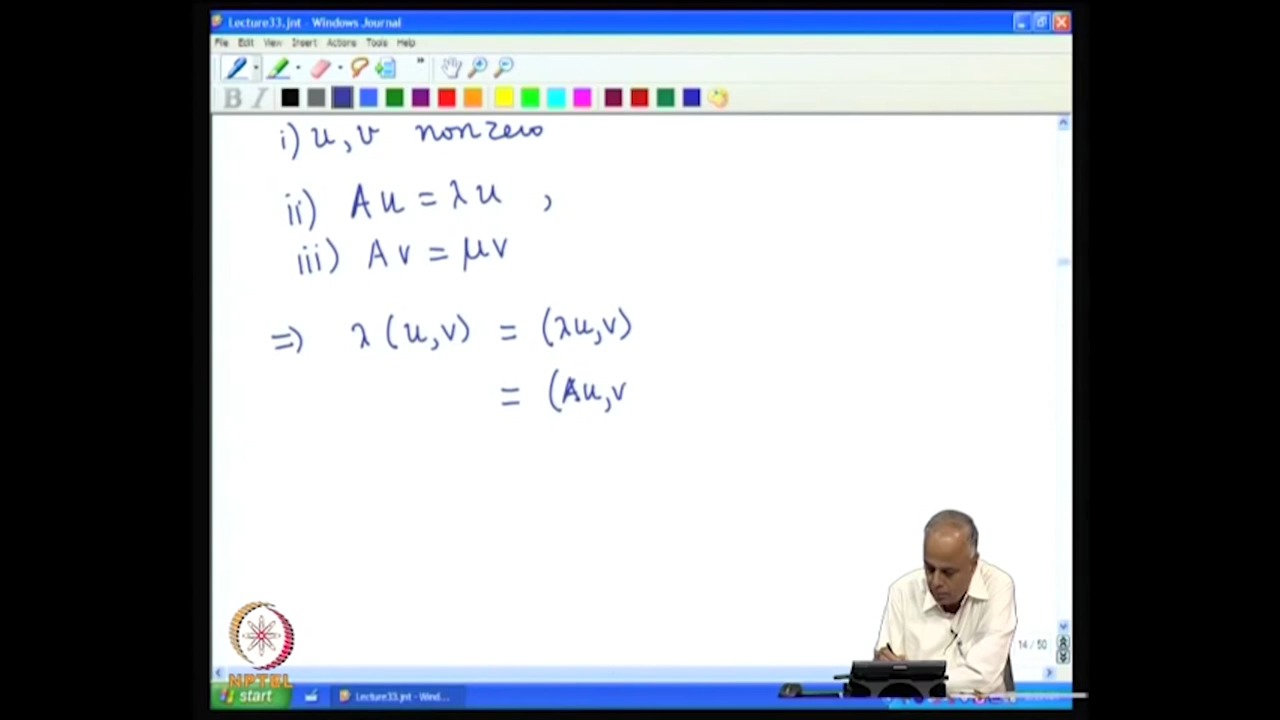 Lecture33.jnt - Windows Journal
File Edit View Insert Actions Tools Help
B I
i) u, v nonzero
ii) Au = λu ,
iii) Av = μv
⇒ λ(u,v) = (λu,v)
= (Au,v
14 / 50
NPTEL
start Lecture33.jnt - Wind...